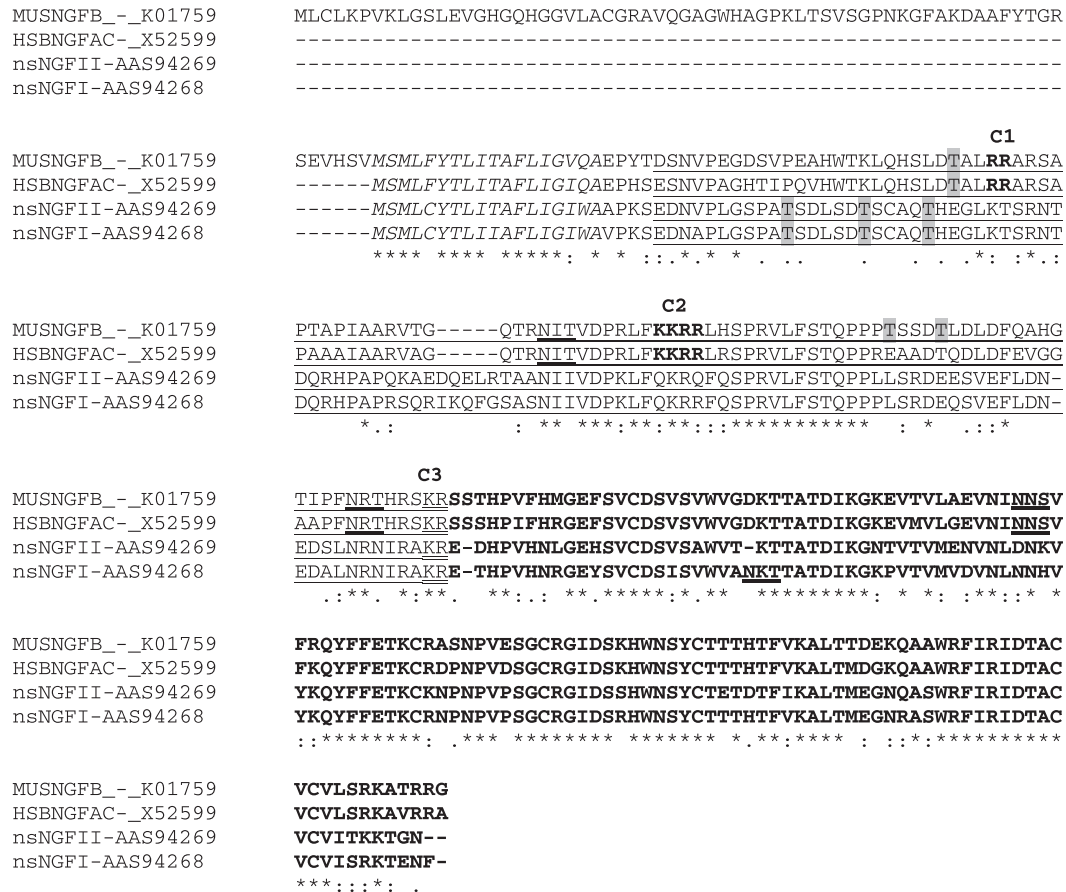 MUSNGFB_-_K01759 MLCLKPVKLGSLEVGHGQHGGVLACGRAVQGAGWHAGPKLTSVSGPNKGFAKDAAFYTGR
HSBNGFAC-_X52599 ------------------------------------------------------------
nsNGFII-AAS94269 ------------------------------------------------------------
nsNGFI-AAS94268 ------------------------------------------------------------
C1
MUSNGFB_-_K01759 SEVHSVMSMLFYTLITAFLIGVQAEPYTDSNVPEGDSVPEAHWTKLQHSLDTALRRARSA
HSBNGFAC-_X52599 ------MSMLFYTLITAFLIGIQAEPHSESNVPAGHTIPQVHWTKLQHSLDTALRRARSA
nsNGFII-AAS94269 ------MSMLCYTLITAFLIGIWAAPKSEDNVPLGSPATSDLSDTSCAQTHEGLKTSRNT
nsNGFI-AAS94268 ------MSMLCYTLIIAFLIGIWAVPKSEDNAPLGSPATSDLSDTSCAQTHEGLKTSRNT
**** **** *****: * * ::.*.* * . .. . . . .*: :*.:
C2
MUSNGFB_-_K01759 PTAPIAARVTG-----QTRNITVDPRLFKKRRLHSPRVLFSTQPPPTSSDTLDLDFQAHG
HSBNGFAC-_X52599 PAAAIAARVAG-----QTRNITVDPRLFKKRRLRSPRVLFSTQPPREAADTQDLDFEVGG
nsNGFII-AAS94269 DQRHPAPQKAEDQELRTAANIIVDPKLFQKRQFQSPRVLFSTQPPLLSRDEESVEFLDN-
nsNGFI-AAS94268 DQRHPAPRSQRIKQFGSASNIIVDPKLFQKRRFQSPRVLFSTQPPPLSRDEQSVEFLDN-
*.: : ** ***:**:**:::*********** : * .::*
C3
MUSNGFB_-_K01759 TIPFNRTHRSKRSSTHPVFHMGEFSVCDSVSVWVGDKTTATDIKGKEVTVLAEVNINNSV
HSBNGFAC-_X52599 AAPFNRTHRSKRSSSHPIFHRGEFSVCDSVSVWVGDKTTATDIKGKEVMVLGEVNINNSV
nsNGFII-AAS94269 EDSLNRNIRAKRE-DHPVHNLGEHSVCDSVSAWVT-KTTATDIKGNTVTVMENVNLDNKV
nsNGFI-AAS94268 EDALNRNIRAKRE-THPVHNRGEYSVCDSISVWVANKTTATDIKGKPVTVMVDVNLNNHV
.:**. *:**. **:.: **.*****:*.** *********: * *: :**::* *
MUSNGFB_-_K01759 FRQYFFETKCRASNPVESGCRGIDSKHWNSYCTTTHTFVKALTTDEKQAAWRFIRIDTAC
HSBNGFAC-_X52599 FKQYFFETKCRDPNPVDSGCRGIDSKHWNSYCTTTHTFVKALTMDGKQAAWRFIRIDTAC
nsNGFII-AAS94269 YKQYFFETKCKNPNPVPSGCRGIDSSHWNSYCTETDTFIKALTMEGNQASWRFIRIDTAC
nsNGFI-AAS94268 YKQYFFETKCRNPNPVPSGCRGIDSRHWNSYCTTTHTFVKALTMEGNRASWRFIRIDTAC
::********: .*** ******** ******* *.**:**** : ::*:**********
MUSNGFB_-_K01759 VCVLSRKATRRG
HSBNGFAC-_X52599 VCVLSRKAVRRA
nsNGFII-AAS94269 VCVITKKTGN--
nsNGFI-AAS94268 VCVISRKTENF-
***:::*: .